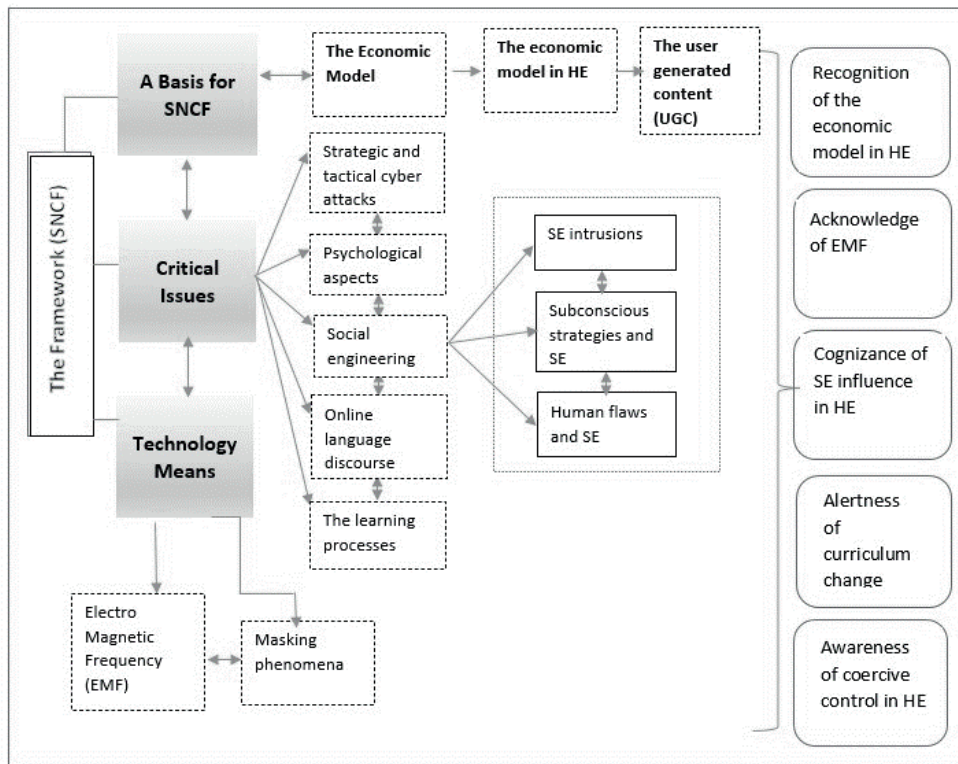 The Framework (SNCF)
A Basis for
SNCF
Critical
Issues
Technology
Means
The Economic
Model
The economic
model in HE
The user
generated
content
(UGC)
Strategic and
tactical cyber
attacks
Psychological
aspects
Social
engineering
Online
language
discourse
The learning
processes
SE intrusions
Subconscious
strategies and
SE
Human flaws
and SE
Electro
Magnetic
Frequency
(EMF)
Masking
phenomena
Recognition
of the
economic
model in HE
Acknowledge
of EMF
Cognizance of
SE influence
in HE
Alertness
of
curriculum
change
Awareness
of coercive
control in HE